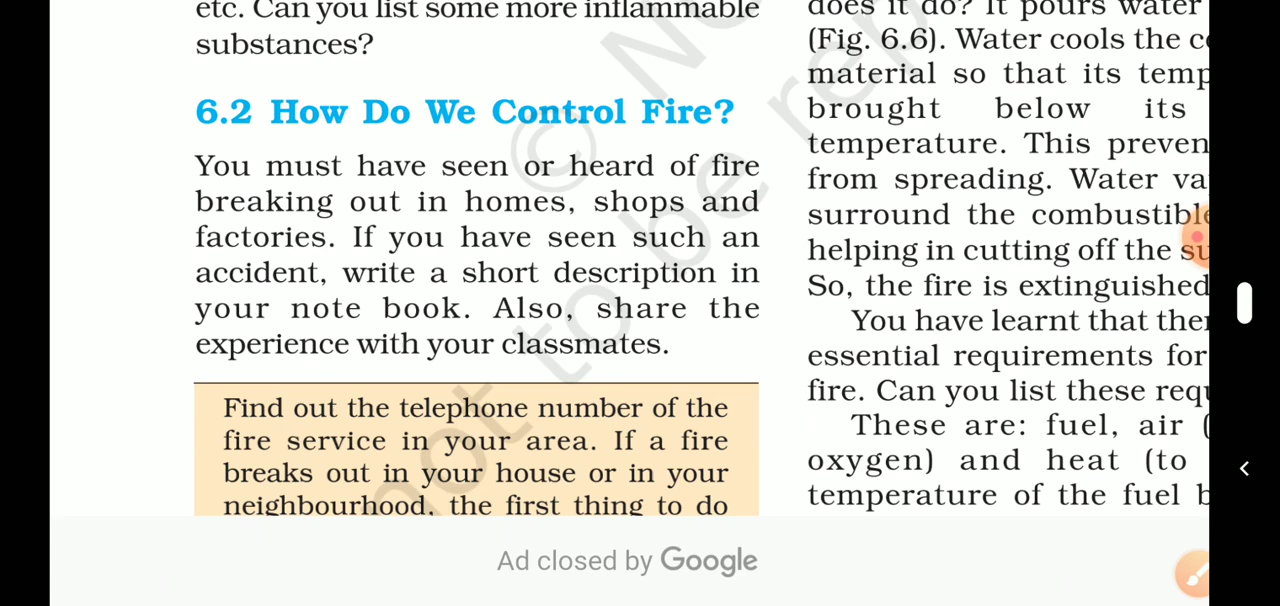 etc. Can you list some more inflammable
substances?
6.2 How Do We Control Fire?
You must have seen or heard of fire
breaking out in homes, shops and
factories. If you have seen such an
accident, write a short description in
your note book. Also, share the
experience with your classmates.
Find out the telephone number of the
fire service in your area. If a fire
breaks out in your house or in your
neighbourhood, the first thing to do
does it do? It pours water
(Fig. 6.6). Water cools the
material so that its
brought below its
temperature. This
from spreading. Water
surround the
helping in cutting off the
So, the fire is extinguished
You have learnt that
essential requirements for
fire. Can you list these
These are: fuel, air
oxygen) and heat (to
temperature of the fuel
© 
not to be
Ad closed by Google